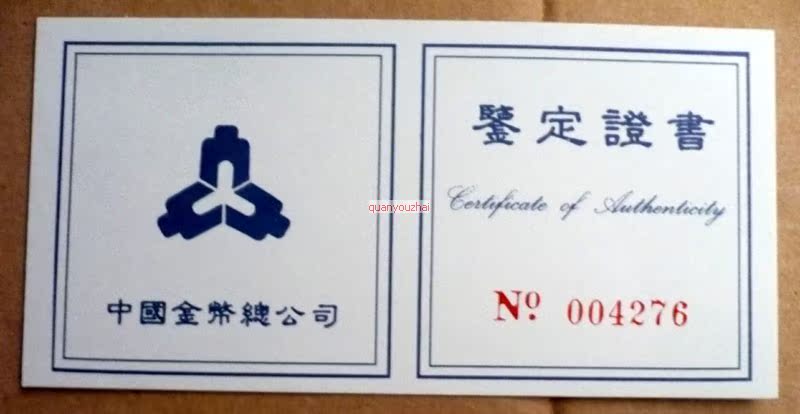 quanyouzhai
中國金幣總公司
鑒定證書
Certificate of Authenticity
Nº 004276